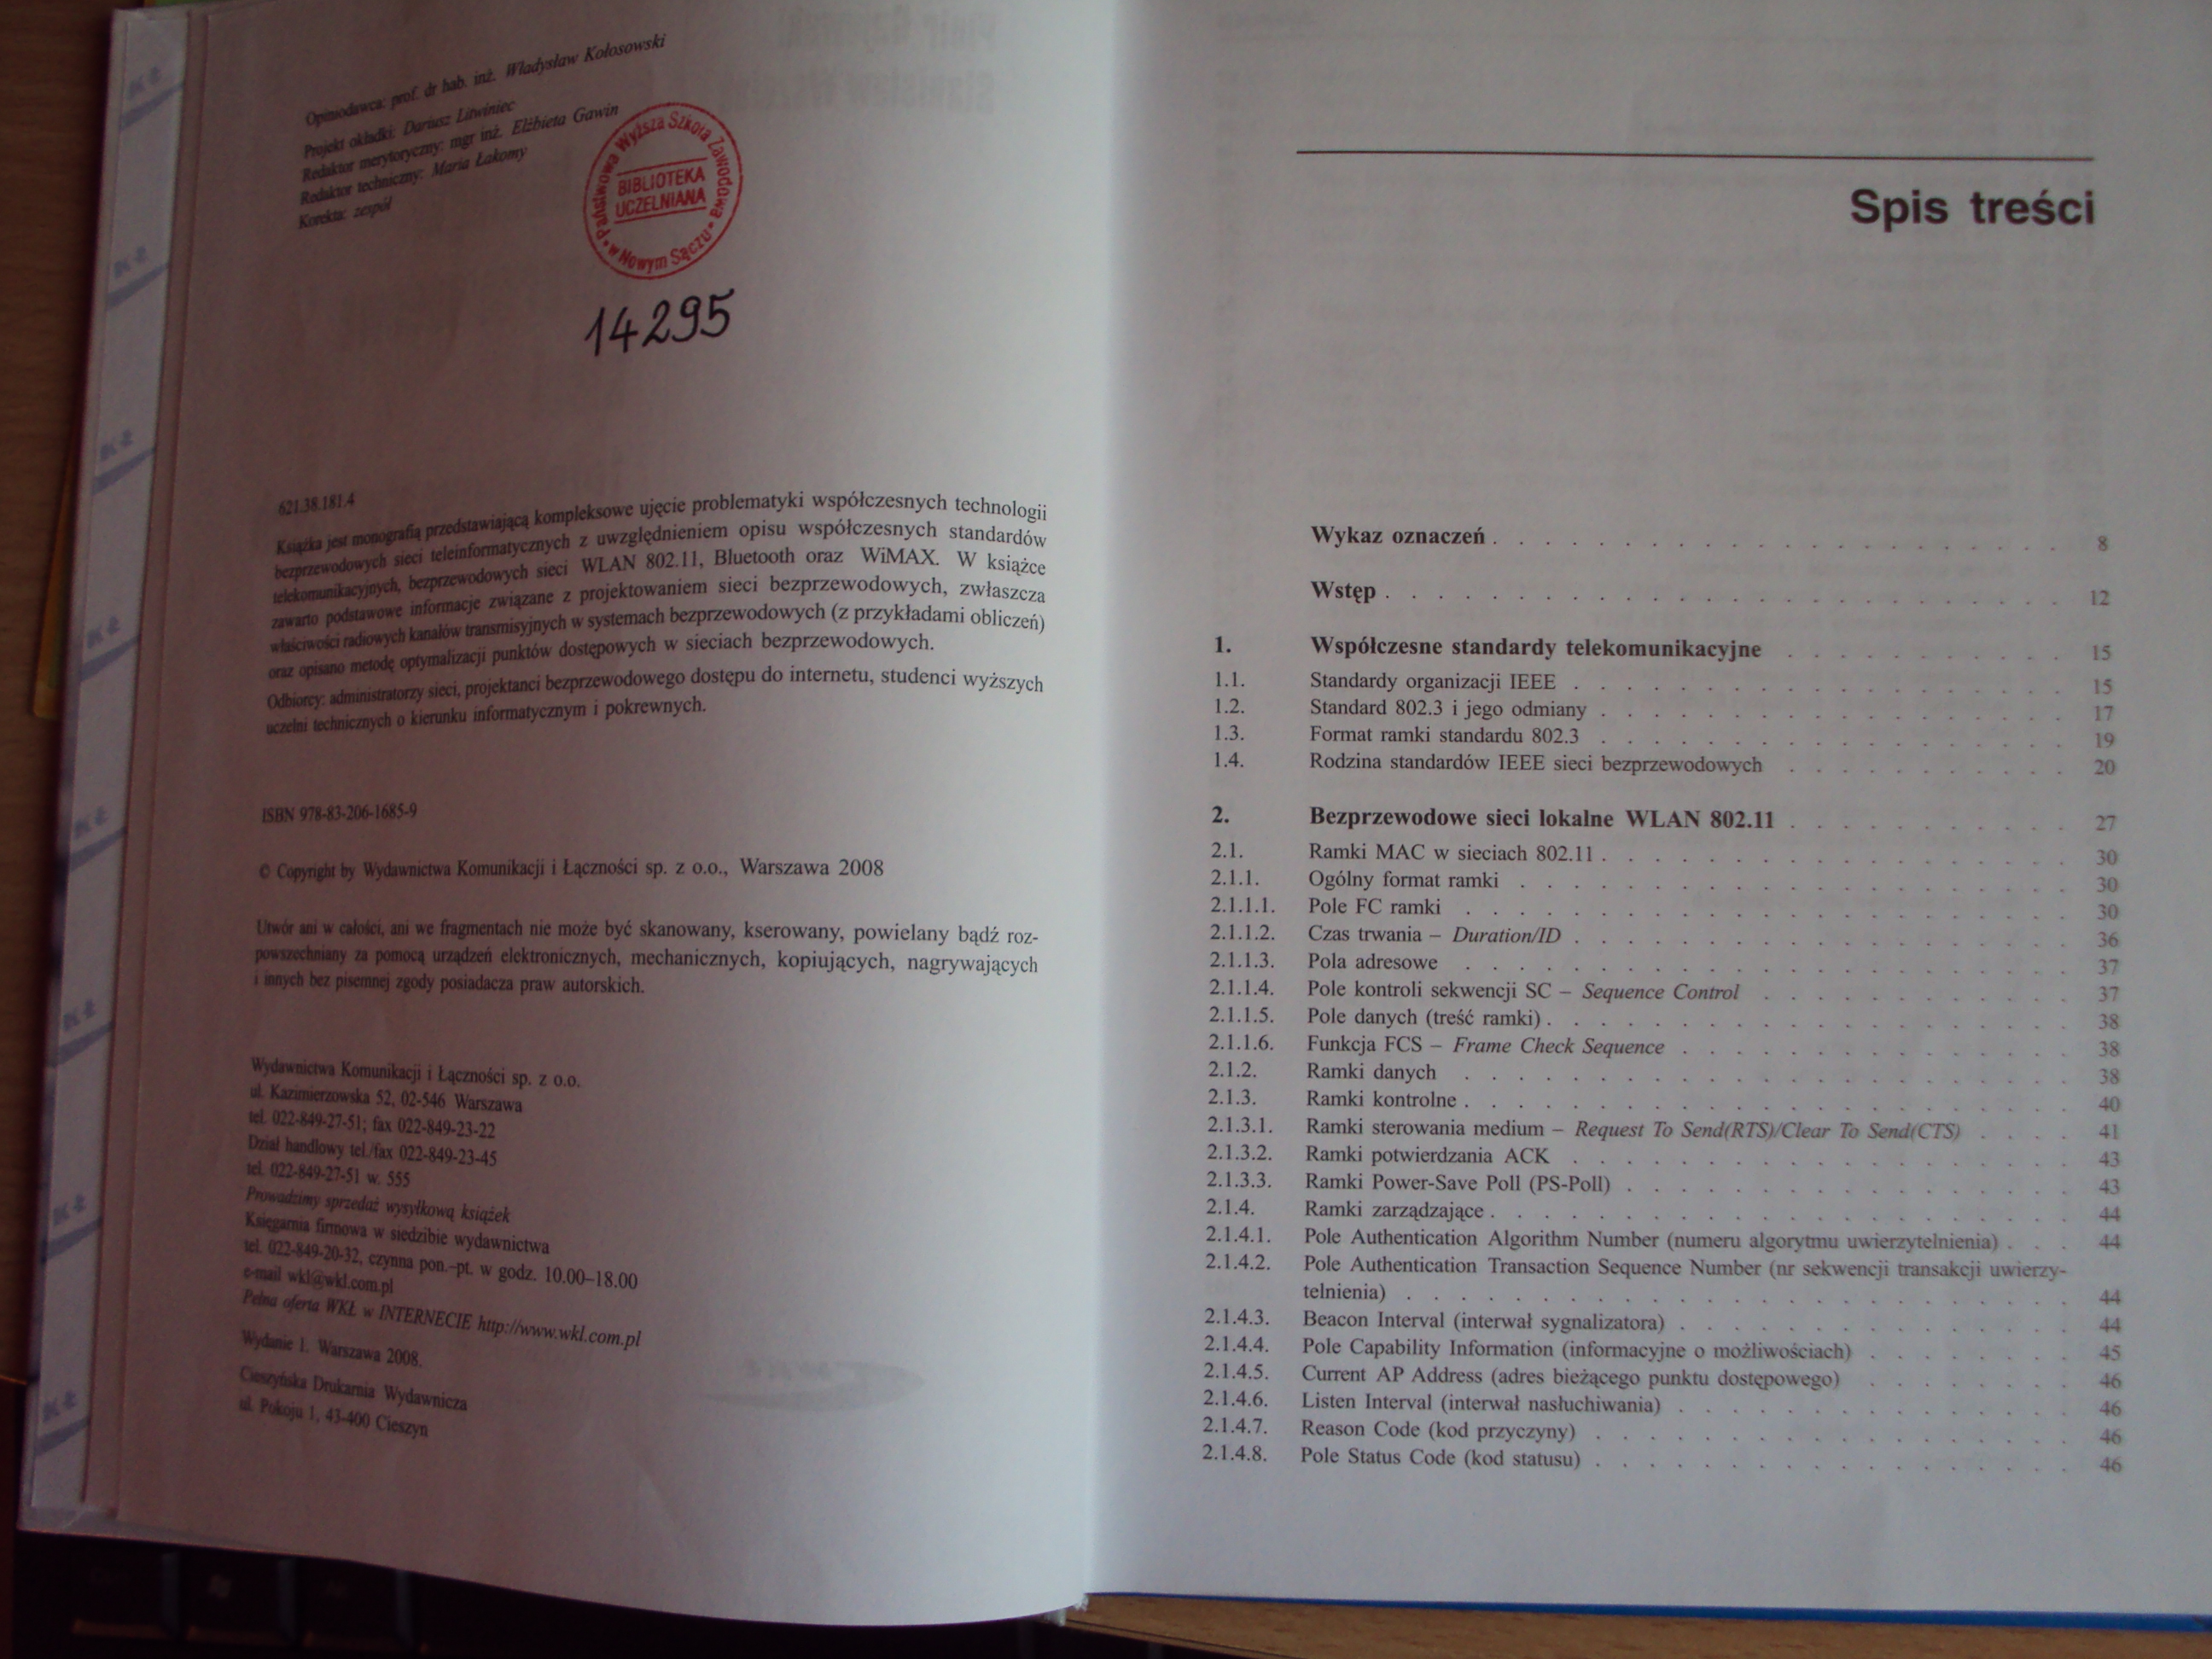 Opiniodawca: prof. dr hab. inż. Władysław Kołosowski
Projekt okładki: Dariusz Litwiniec
Redaktor merytoryczny: mgr inż. Elżbieta Gawin
Redaktor techniczny: Maria Łakomy
Korekta: zespół
Państwowa Wyższa Szkoła Zawodowa
w Nowym Sączu
BIBLIOTEKA
UCZELNIANA
14295
621.38.181.4
Książka jest monografią przedstawiającą kompleksowe ujęcie problematyki współczesnych technologii
bezprzewodowych sieci teleinformatycznych z uwzględnieniem opisu współczesnych standardów
telekomunikacyjnych, bezprzewodowych sieci WLAN 802.11, Bluetooth oraz WiMAX. W książce
zawarto podstawowe informacje związane z projektowaniem sieci bezprzewodowych, zwłaszcza
właściwości radiowych kanałów transmisyjnych w systemach bezprzewodowych (z przykładami obliczeń)
oraz opisano metodę optymalizacji punktów dostępowych w sieciach bezprzewodowych.
Odbiorcy: administratorzy sieci, projektanci bezprzewodowego dostępu do internetu, studenci wyższych
uczelni technicznych o kierunku informatycznym i pokrewnych.
ISBN 978-83-206-1685-9
© Copyright by Wydawnictwa Komunikacji i Łączności sp. z o.o., Warszawa 2008
Utwór ani w całości, ani we fragmentach nie może być skanowany, kserowany, powielany bądź roz-
powszechniany za pomocą urządzeń elektronicznych, mechanicznych, kopiujących, nagrywających
i innych bez pisemnej zgody posiadacza praw autorskich.
Wydawnictwa Komunikacji i Łączności sp. z o.o.
ul. Kazimierzowska 52, 02-546 Warszawa
tel. 022-849-27-51; fax 022-849-23-22
Dział handlowy tel./fax 022-849-23-45
tel. 022-849-27-51 w. 555
Prowadzimy sprzedaż wysyłkową książek
Księgarnia firmowa w siedzibie wydawnictwa
tel. 022-849-20-32, czynna pon.-pt. w godz. 10.00–18.00
e-mail wkl@wkl.com.pl
Pełna oferta WKŁ w INTERNECIE http://www.wkl.com.pl
Wydanie 1. Warszawa 2008.
Cieszyńska Drukarnia Wydawnicza
ul. Pokoju 1, 43-400 Cieszyn
Spis treści
Wykaz oznaczeń . . . 8
Wstęp . . . 12
1. Współczesne standardy telekomunikacyjne . . . 15
1.1. Standardy organizacji IEEE . . . 15
1.2. Standard 802.3 i jego odmiany . . . 17
1.3. Format ramki standardu 802.3 . . . 19
1.4. Rodzina standardów IEEE sieci bezprzewodowych . . . 20
2. Bezprzewodowe sieci lokalne WLAN 802.11 . . . 27
2.1. Ramki MAC w sieciach 802.11 . . . 30
2.1.1. Ogólny format ramki . . . 30
2.1.1.1. Pole FC ramki . . . 30
2.1.1.2. Czas trwania – Duration/ID . . . 36
2.1.1.3. Pola adresowe . . . 37
2.1.1.4. Pole kontroli sekwencji SC – Sequence Control . . . 37
2.1.1.5. Pole danych (treść ramki) . . . 38
2.1.1.6. Funkcja FCS – Frame Check Sequence . . . 38
2.1.2. Ramki danych . . . 38
2.1.3. Ramki kontrolne . . . 40
2.1.3.1. Ramki sterowania medium – Request To Send(RTS)/Clear To Send(CTS) . . . 41
2.1.3.2. Ramki potwierdzania ACK . . . 43
2.1.3.3. Ramki Power-Save Poll (PS-Poll) . . . 43
2.1.4. Ramki zarządzające . . . 44
2.1.4.1. Pole Authentication Algorithm Number (numeru algorytmu uwierzytelnienia) . . . 44
2.1.4.2. Pole Authentication Transaction Sequence Number (nr sekwencji transakcji uwierzy-
telnienia) . . . 44
2.1.4.3. Beacon Interval (interwał sygnalizatora) . . . 44
2.1.4.4. Pole Capability Information (informacyjne o możliwościach) . . . 45
2.1.4.5. Current AP Address (adres bieżącego punktu dostępowego) . . . 46
2.1.4.6. Listen Interval (interwał nasłuchiwania) . . . 46
2.1.4.7. Reason Code (kod przyczyny) . . . 46
2.1.4.8. Pole Status Code (kod statusu) . . . 46